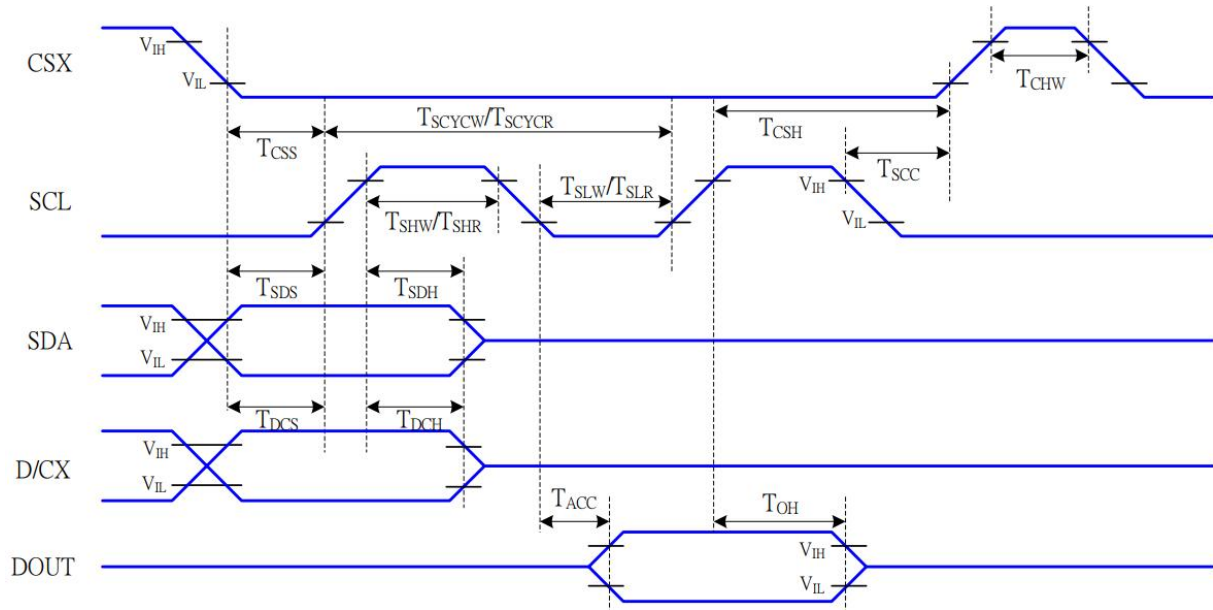 CSX
VIH
VIL
TCHW
TSCYCW/TSCYCR
TCSS
TCSH
TSCC
SCL
TSLW/TSLR
VIH
VIL
TSHW/TSHR
TSDS
TSDH
SDA
VIH
VIL
TDCS
TDCH
D/CX
VIH
VIL
TACC
TOH
DOUT
VIH
VIL